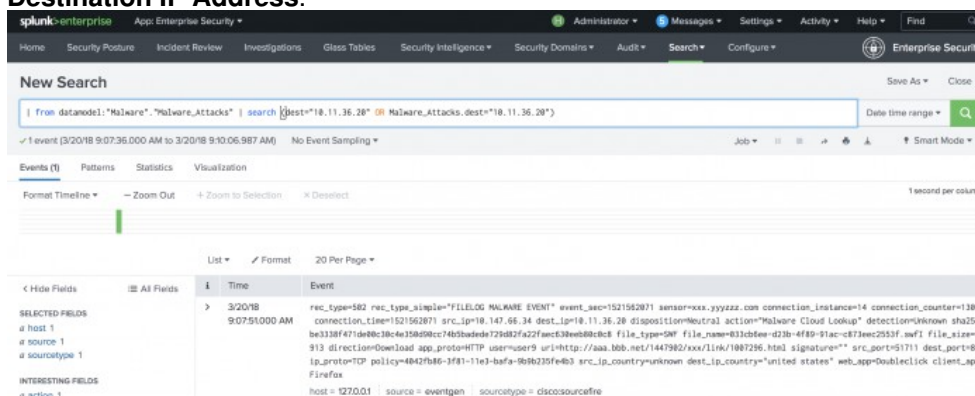 Destination IP Address.
splunk>enterprise App: Enterprise Security Administrator Messages Settings Activity Help Find
Home Security Posture Incident Review Investigations Glass Tables Security Intelligence Security Domains Audit Search Configure Enterprise Securit
New Search Save As Close
| from datamodel:"Malware"."Malware_Attacks" | search (dest="10.11.36.20" OR Malware_Attacks.dest="10.11.36.20") Date time range
✓ 1 event (3/20/18 9:07:36.000 AM to 3/20/18 9:10:06.987 AM) No Event Sampling Job Smart Mode
Events (1) Patterns Statistics Visualization
Format Timeline — Zoom Out + Zoom to Selection × Deselect 1 second per colum
List Format 20 Per Page
< Hide Fields All Fields i Time Event
SELECTED FIELDS
a host 1
a source 1
a sourcetype 1
INTERESTING FIELDS
a action 1
> 3/20/18
9:07:51.000 AM
rec_type=502 rec_type_simple="FILELOG MALWARE EVENT" event_sec=1521562071 sensor=xxx.yyyzzz.com connection_instance=14 connection_counter=130
connection_time=1521562071 src_ip=10.147.66.34 dest_ip=10.11.36.20 disposition=Neutral action="Malware Cloud Lookup" detection=Unknown sha25
file_type=SWF
913 direction=Download app_proto=HTTP user=user9 uri=http://aaa.bbb.net/1447902/xxx/link/1007296.html signature="" src_port=51711 dest_port=8
ip_proto=TCP policy=4042fb86-3f81-11e3-bafa-9b9b235fe4b3 src_ip_country=unknown dest_ip_country="united states" web_app=Doubleclick client_ap
Firefox
host = 127.0.0.1 source = eventgen sourcetype = cisco:sourcefire